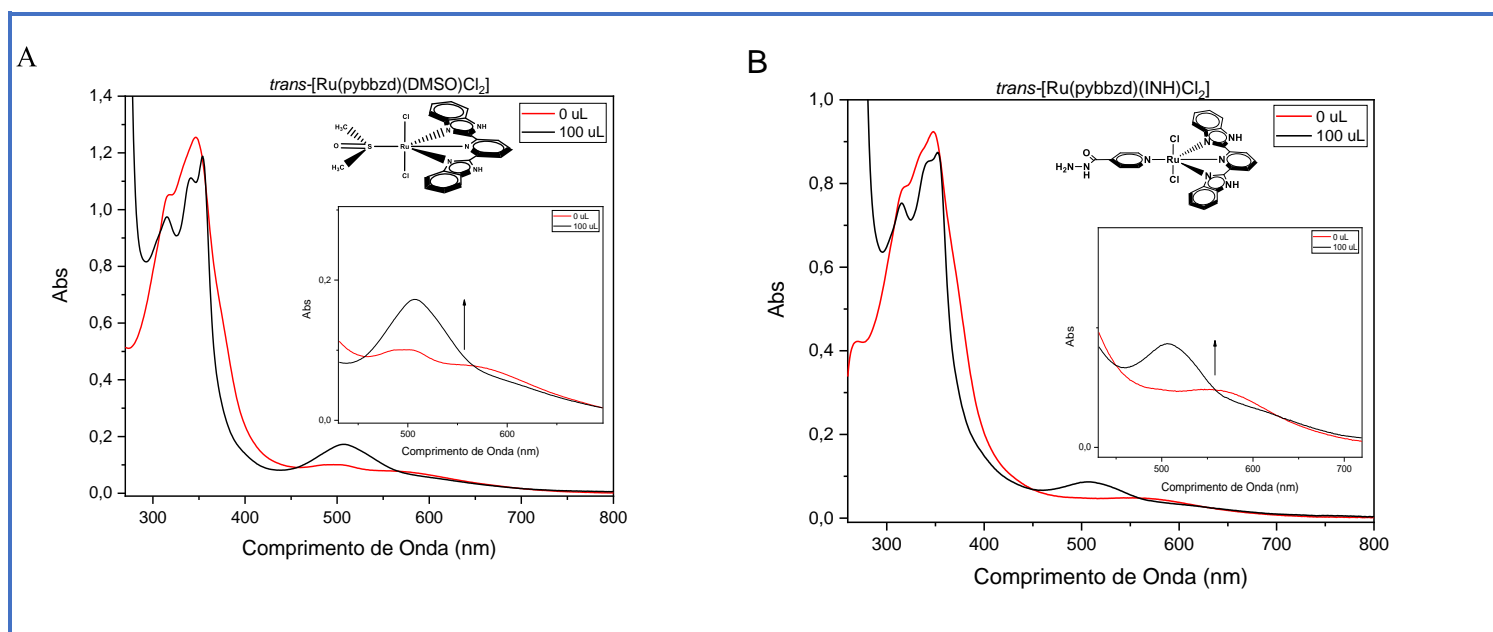 A
trans-[Ru(pybbzd)(DMSO)Cl2]
1,4
1,2
1,0
0,8
0,6
0,4
0,2
0,0
Abs
300 400 500 600 700 800
Comprimento de Onda (nm)
0 uL
100 uL
H3C
O
S
H3C
Cl
Ru
Cl
N
NH
N
N
NH
0 uL
100 uL
0,2
0,0
Abs
500 600
Comprimento de Onda (nm)
B
trans-[Ru(pybbzd)(INH)Cl2]
1,0
0,8
0,6
0,4
0,2
0,0
Abs
300 400 500 600 700 800
Comprimento de Onda (nm)
0 uL
100 uL
O
H2N
N
H
N
Cl
Ru
Cl
N
NH
N
N
NH
0 uL
100 uL
0,0
Abs
500 600 700
Comprimento de Onda (nm)